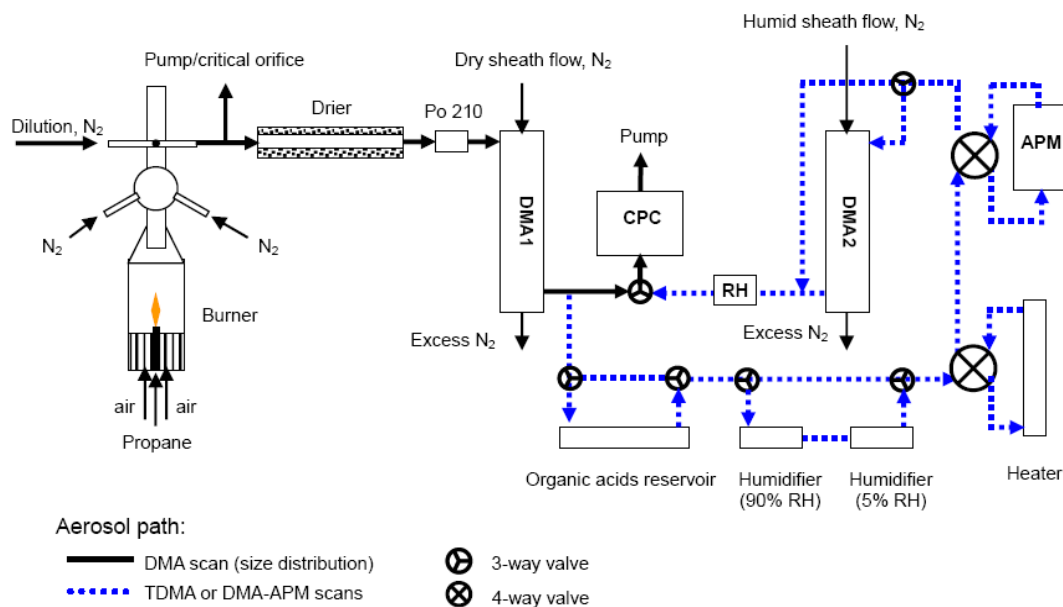 Humid sheath flow, N₂
Pump/critical orifice
Dry sheath flow, N₂
Drier
Po 210
Dilution, N₂
Pump
APM
DMA1
CPC
DMA2
N₂
N₂
RH
Burner
Excess N₂
Excess N₂
air
air
Propane
Organic acids reservoir
Humidifier
(90% RH)
Humidifier
(5% RH)
Heater
Aerosol path:
DMA scan (size distribution)
3-way valve
TDMA or DMA-APM scans
4-way valve